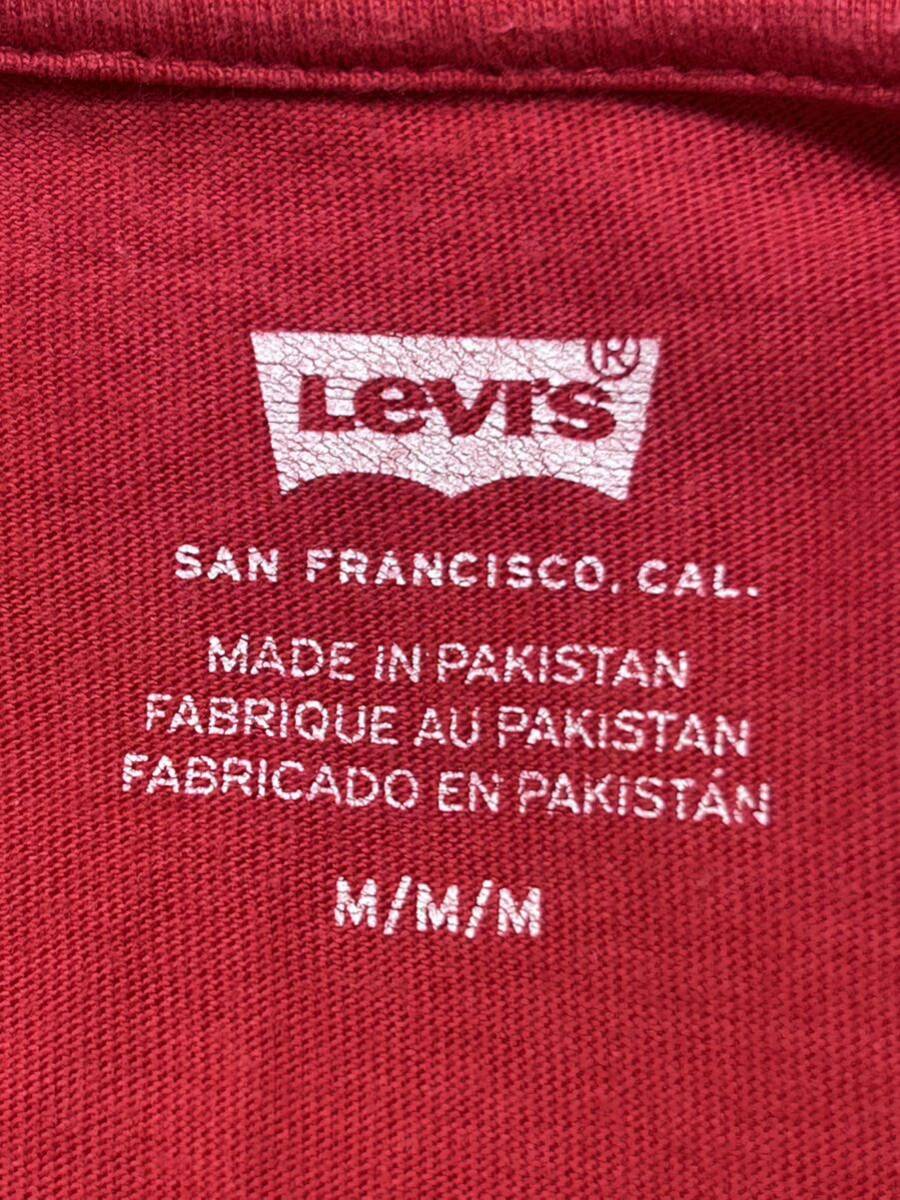 Levi's®
SAN FRANCISCO, CAL.
MADE IN PAKISTAN
FABRIQUE AU PAKISTAN
FABRICADO EN PAKISTÁN
M/M/M